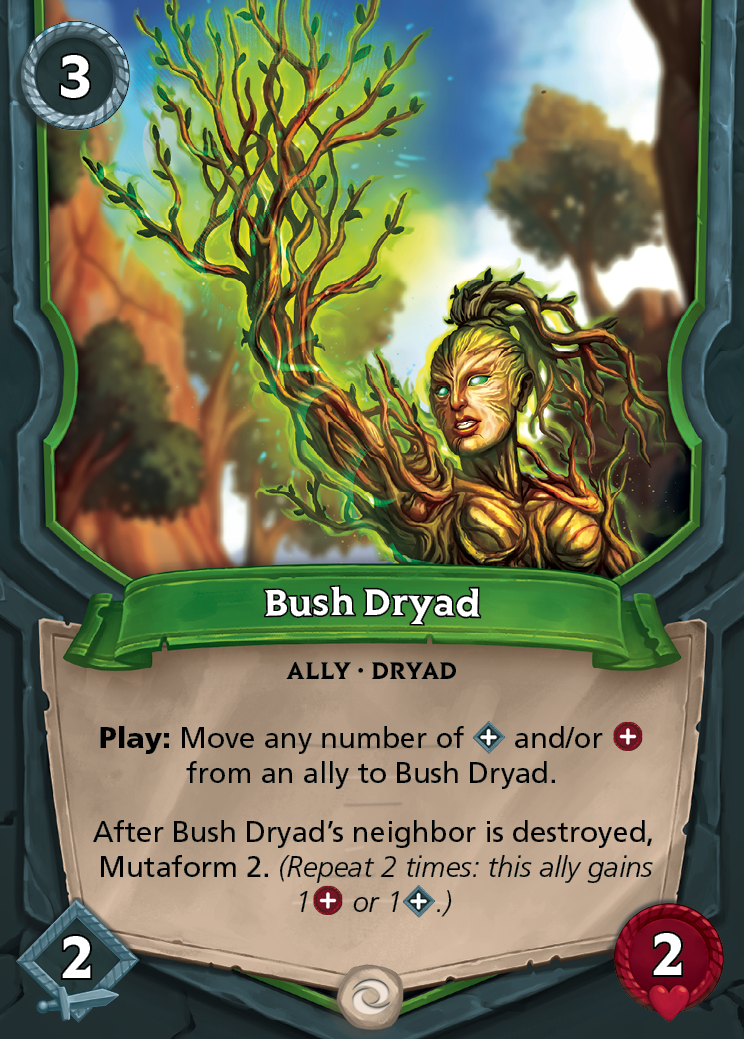 3
Bush Dryad
ALLY · DRYAD
Play: Move any number of and/or
from an ally to Bush Dryad.
After Bush Dryad's neighbor is destroyed,
Mutaform 2. (Repeat 2 times: this ally gains
1 or 1.)
2
2